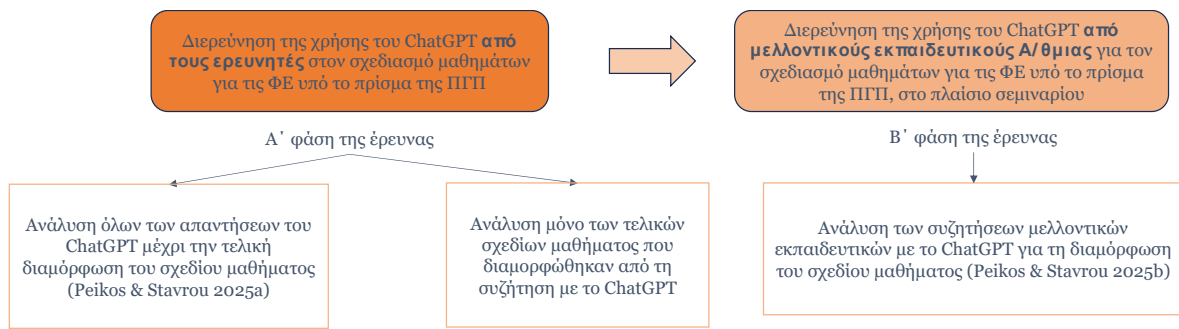 Διερεύνηση της χρήσης του ChatGPT από
τους ερευνητές στον σχεδιασμό μαθημάτων
για τις ΦΕ υπό το πρίσμα της ΠΓΠ
Διερεύνηση της χρήσης του ChatGPT από
μελλοντικούς εκπαιδευτικούς Α/θμιας για τον
σχεδιασμό μαθημάτων για τις ΦΕ υπό το πρίσμα
της ΠΓΠ, στο πλαίσιο σεμιναρίου
Α΄ φάση της έρευνας
Β΄ φάση της έρευνας
Ανάλυση όλων των απαντήσεων του
ChatGPT μέχρι την τελική
διαμόρφωση του σχεδίου μαθήματος
(Peikos & Stavrou 2025a)
Ανάλυση μόνο των τελικών
σχεδίων μαθήματος που
διαμορφώθηκαν από τη
συζήτηση με το ChatGPT
Ανάλυση των συζητήσεων μελλοντικών
εκπαιδευτικών με το ChatGPT για τη διαμόρφωση
του σχεδίου μαθήματος (Peikos & Stavrou 2025b)